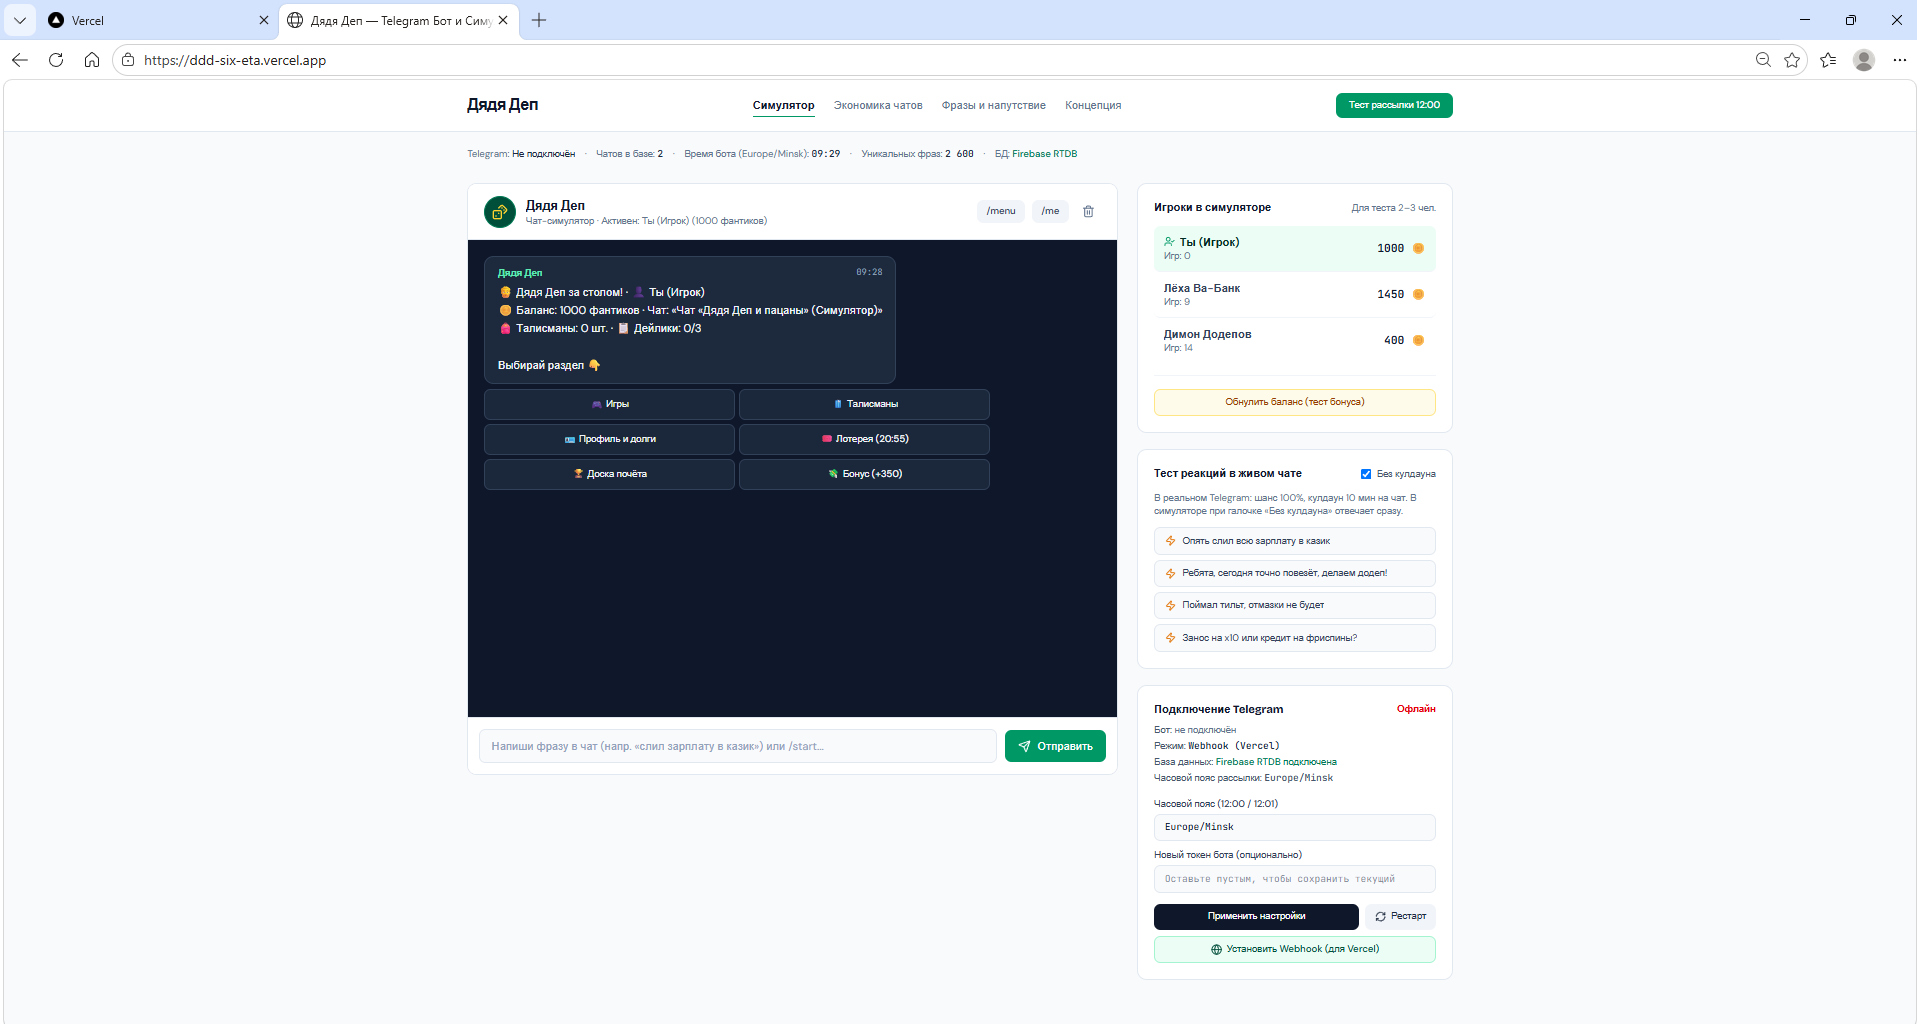 Vercel
Дядя Деп — Telegram Бот и Симу
https://ddd-six-eta.vercel.app
Дядя Деп
Симулятор
Экономика чатов
Фразы и напутствие
Концепция
Тест рассылки 12:00
Telegram: Не подключён · Чатов в базе: 2 · Время бота (Europe/Minsk): 09:29 · Уникальных фраз: 2 600 · БД: Firebase RTDB
Дядя Деп
Чат-симулятор · Активен: Ты (Игрок) (1000 фантиков)
/menu
/me
Дядя Деп
09:28
Дядя Деп за столом! · Ты (Игрок)
Баланс: 1000 фантиков · Чат: «Чат «Дядя Деп и пацаны» (Симулятор)»
Талисманы: 0 шт. · Дейлики: 0/3
Выбирай раздел
Игры
Талисманы
Профиль и долги
Лотерея (20:55)
Доска почёта
Бонус (+350)
Напиши фразу в чат (напр. «слил зарплату в казик») или /start...
Отправить
Игроки в симуляторе
Для теста 2–3 чел.
Ты (Игрок)
1000
Игр: 0
Лёха Ва-Банк
1450
Игр: 9
Димон Додепов
400
Игр: 14
Обнулить баланс (тест бонуса)
Тест реакций в живом чате
Без кулдауна
В реальном Telegram: шанс 100%, кулдаун 10 мин на чат. В
симуляторе при галочке «Без кулдауна» отвечает сразу.
Опять слил всю зарплату в казик
Ребята, сегодня точно повезёт, делаем додеп!
Поймал тильт, отмазки не будет
Занос на x10 или кредит на фриспины?
Подключение Telegram
Офлайн
Бот: не подключён
Режим: Webhook (Vercel)
База данных: Firebase RTDB подключена
Часовой пояс рассылки: Europe/Minsk
Часовой пояс (12:00 / 12:01)
Europe/Minsk
Новый токен бота (опционально)
Оставьте пустым, чтобы сохранить текущий
Применить настройки
Рестарт
Установить Webhook (для Vercel)